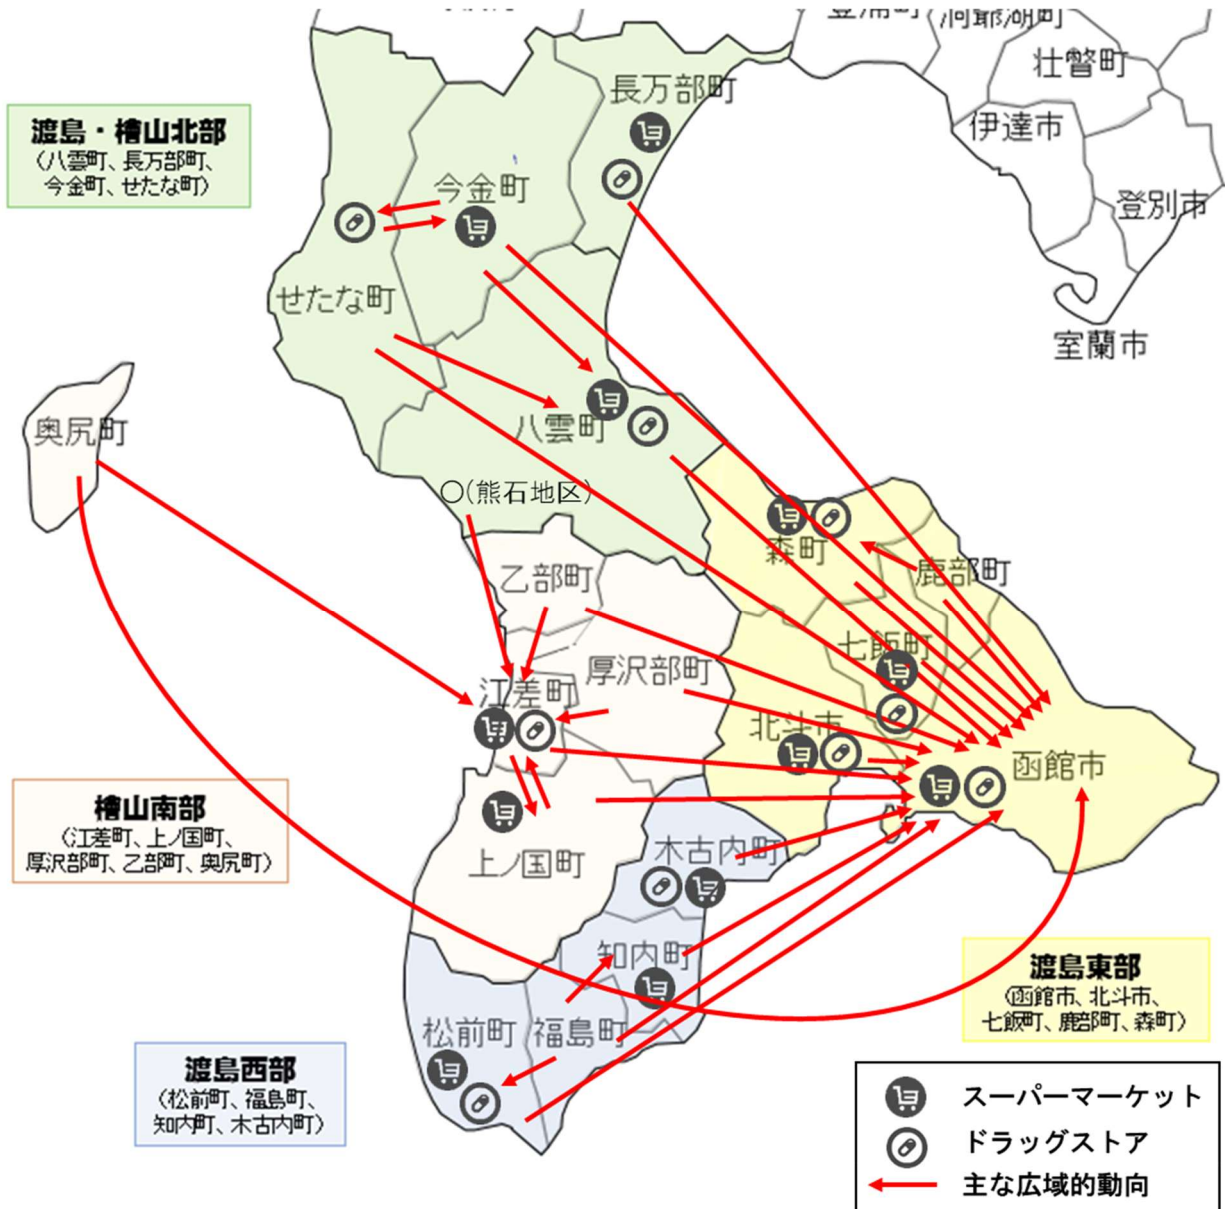 洞爺湖町
壮瞥町
伊達市
登別市
室蘭市
長万部町
渡島・檜山北部
(八雲町、長万部町、
今金町、せたな町)
今金町
せたな町
八雲町
〇(熊石地区)
奥尻町
森町
鹿部町
乙部町
七飯町
厚沢部町
江差町
北斗市
函館市
檜山南部
(江差町、上ノ国町、
厚沢部町、乙部町、奥尻町)
上ノ国町
木古内町
知内町
松前町
福島町
渡島東部
(函館市、北斗市、
七飯町、鹿部町、森町)
渡島西部
(松前町、福島町、
知内町、木古内町)
スーパーマーケット
ドラッグストア
主な広域的動向